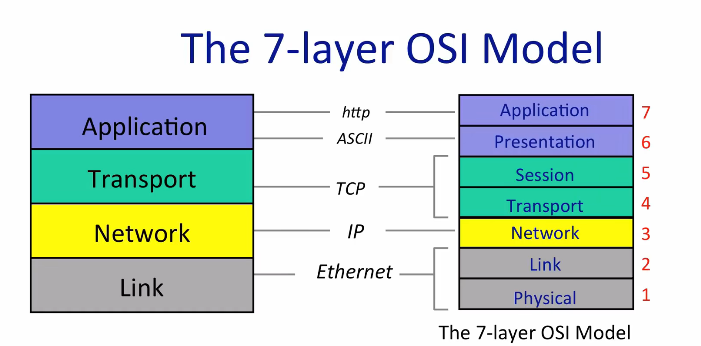 The 7-layer OSI Model
Application
Transport
Network
Link
http
ASCII
TCP
IP
Ethernet
Application 7
Presentation 6
Session 5
Transport 4
Network 3
Link 2
Physical 1
The 7-layer OSI Model